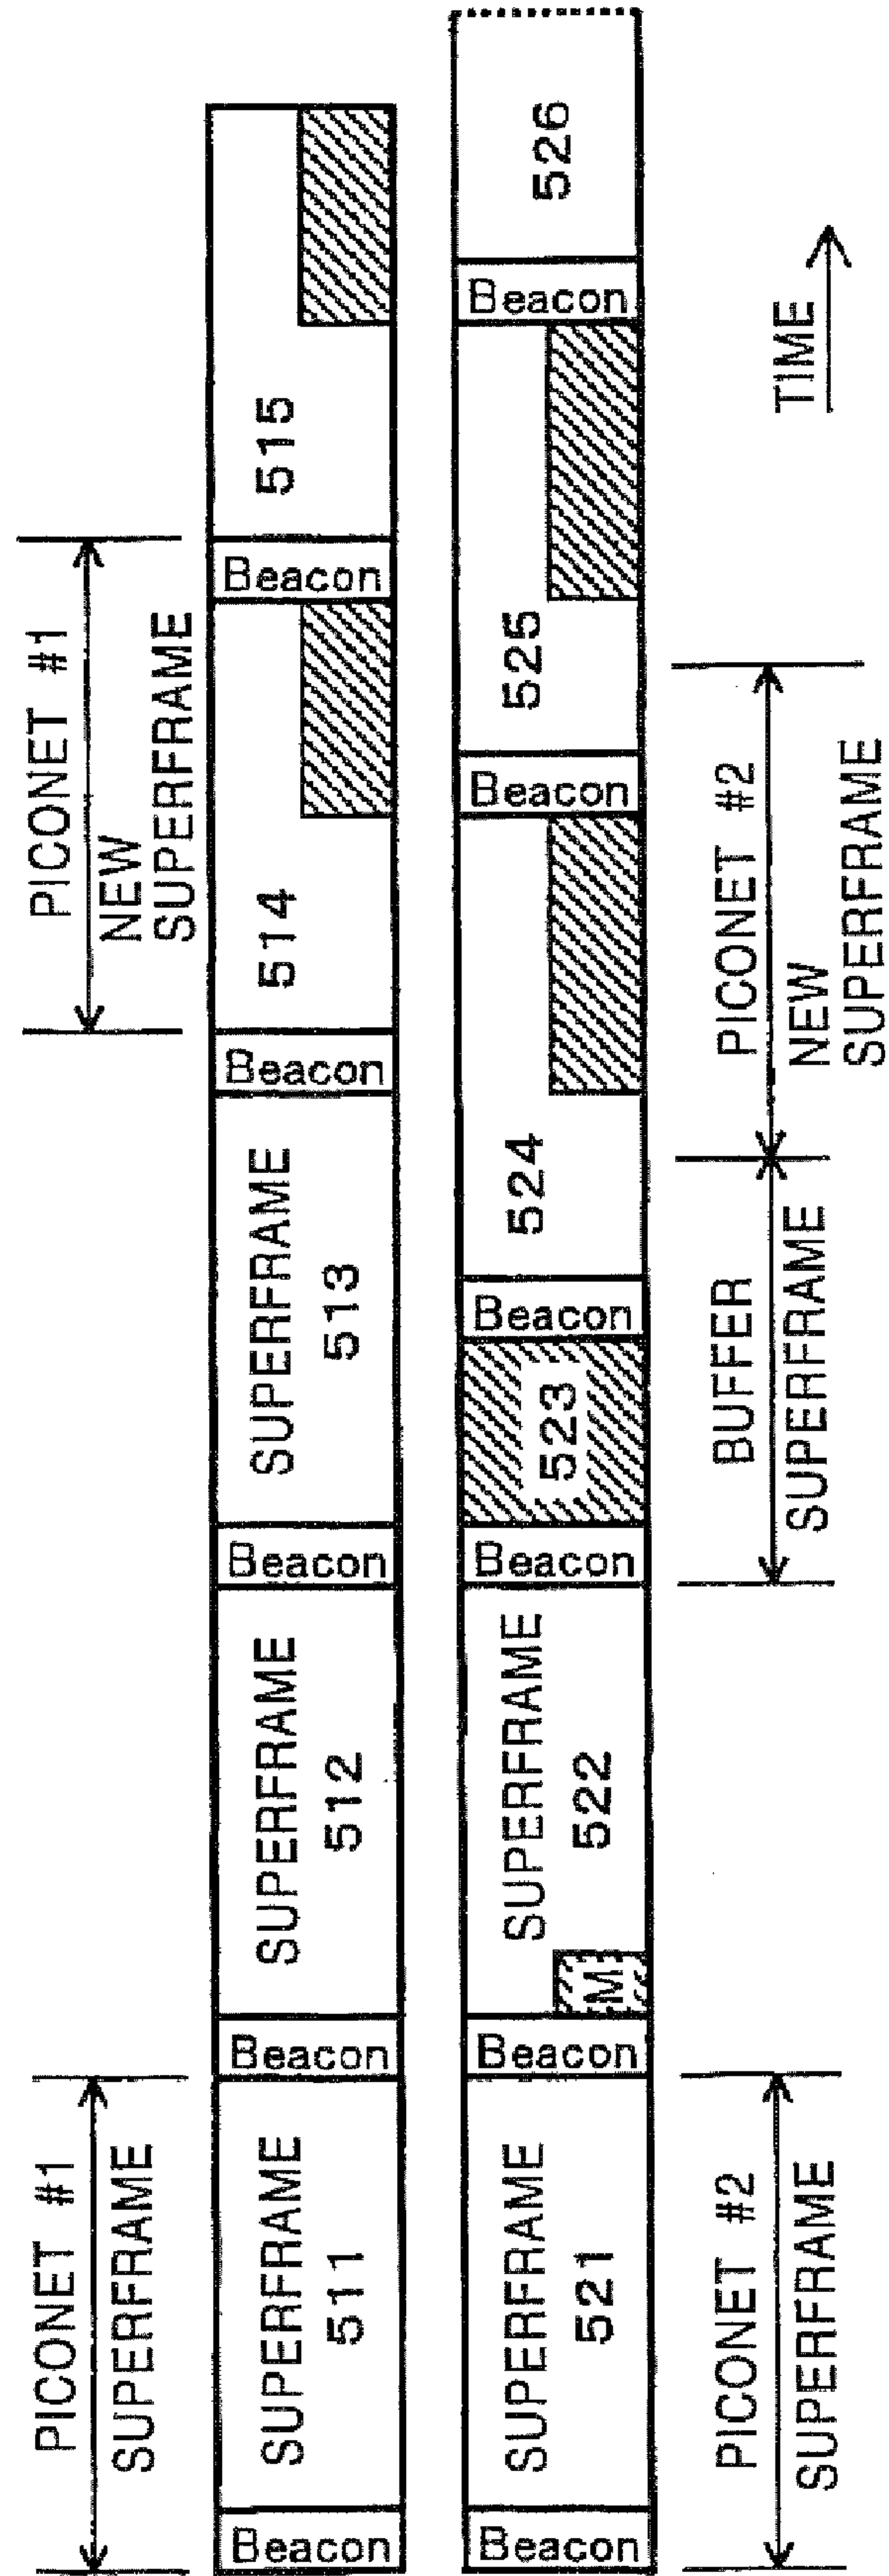 PICONET #1
SUPERFRAME
PICONET #1
NEW
SUPERFRAME
Beacon
SUPERFRAME
511
Beacon
SUPERFRAME
512
Beacon
SUPERFRAME
513
Beacon
514
Beacon
515
Beacon
SUPERFRAME
521
Beacon
M
SUPERFRAME
522
Beacon
523
Beacon
524
Beacon
525
Beacon
526
PICONET #2
SUPERFRAME
BUFFER
SUPERFRAME
PICONET #2
NEW
SUPERFRAME
TIME